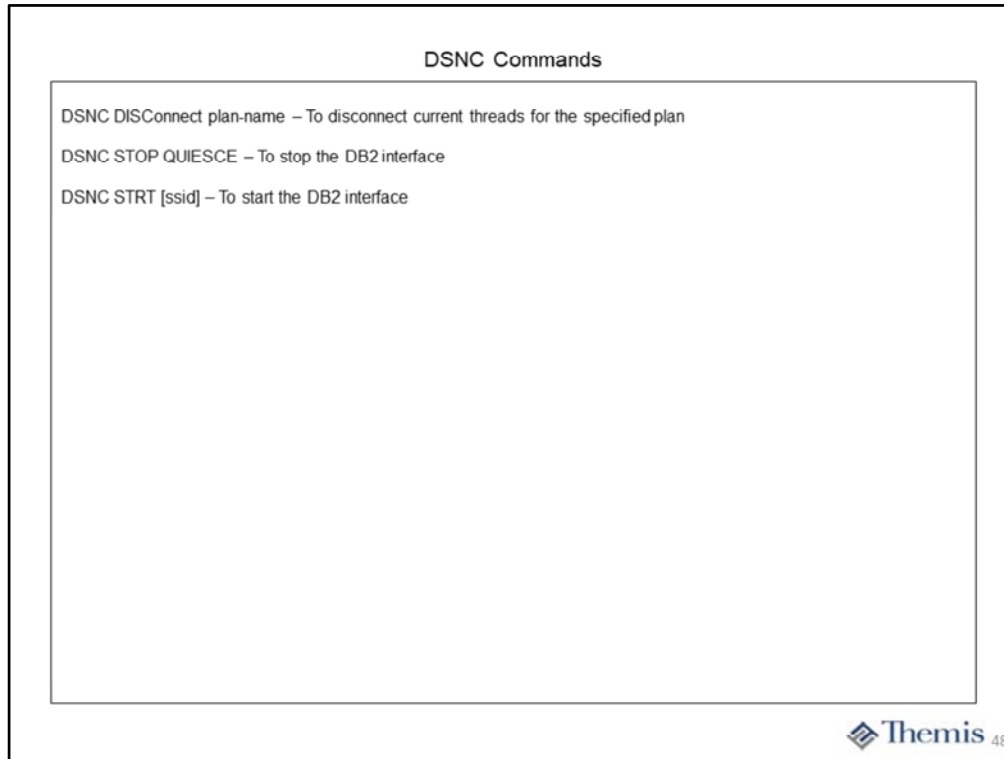 DSNC Commands
DSNC DISConnect plan-name – To disconnect current threads for the specified plan
DSNC STOP QUIESCE – To stop the DB2 interface
DSNC STRT [ssid] – To start the DB2 interface
Themis 48